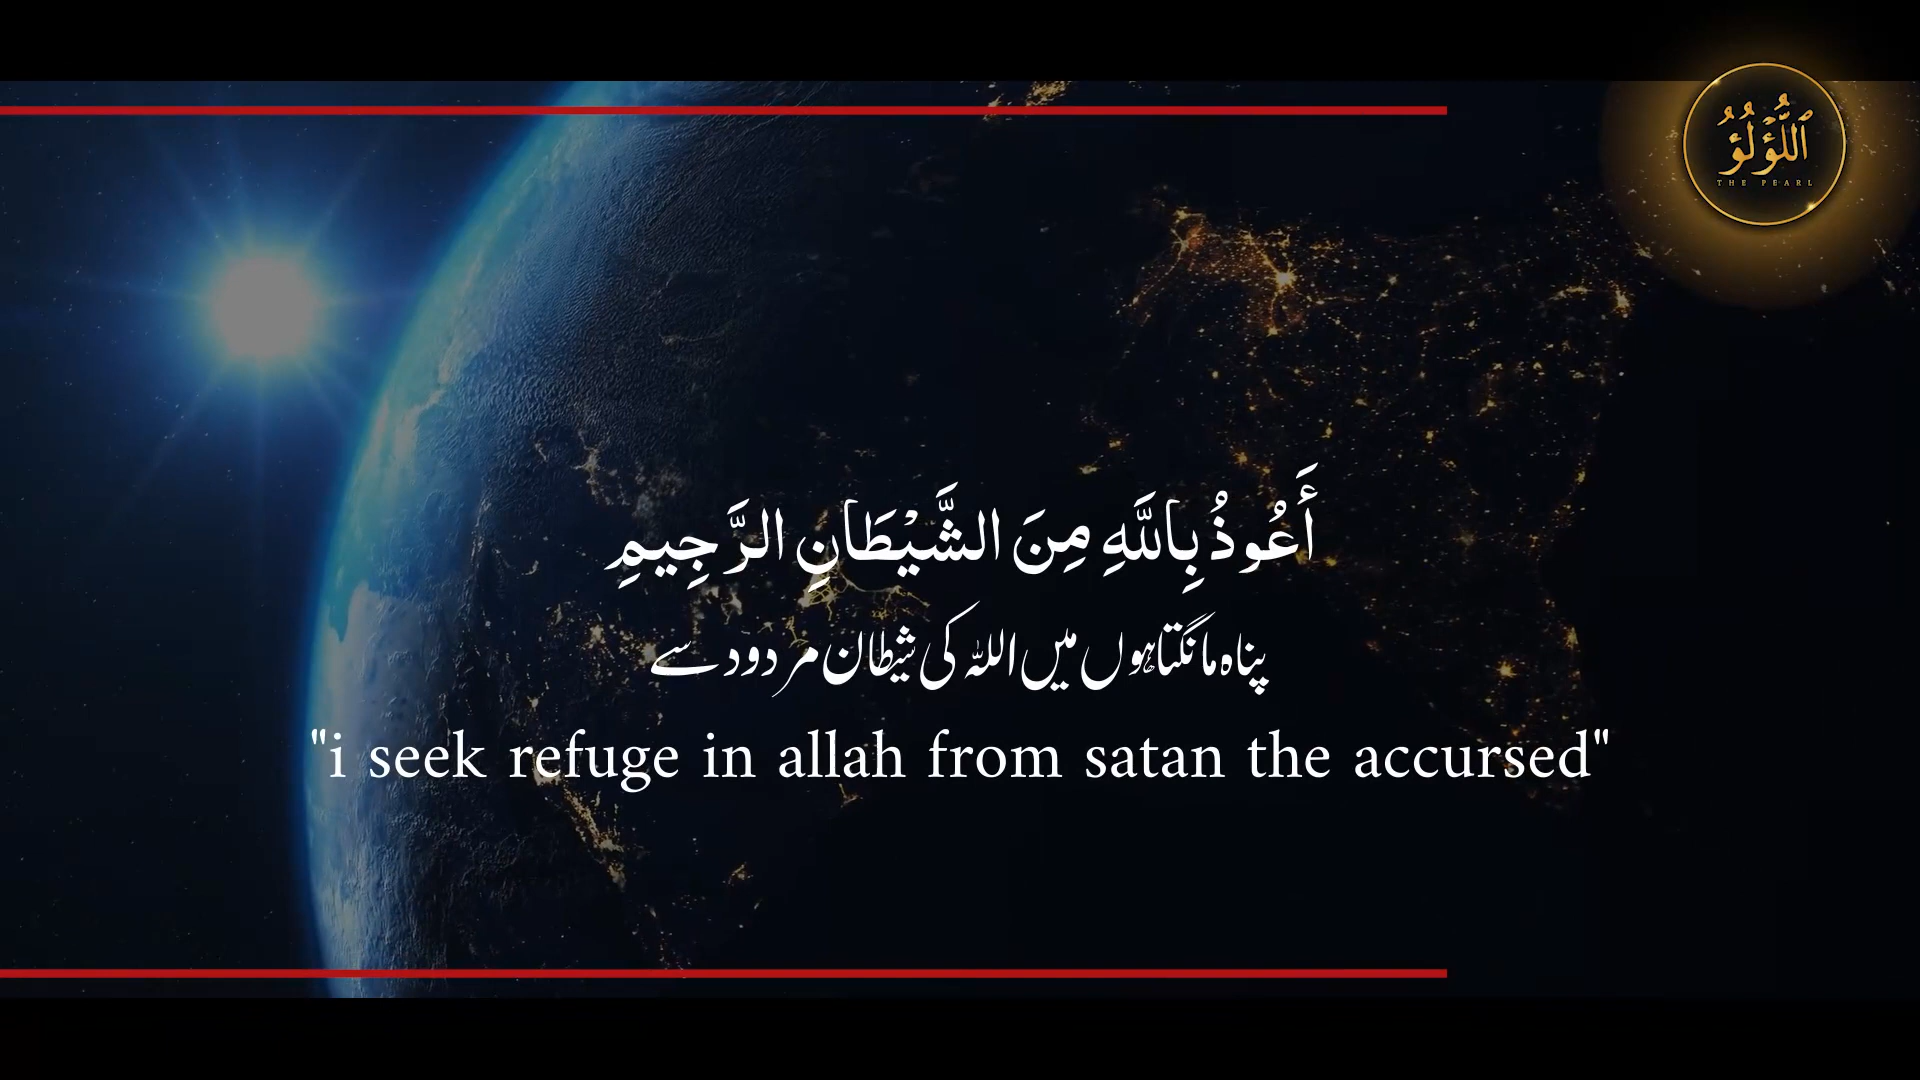 اللُّؤْلُؤُ
THE PEARL
أَعُوذُ بِاللَّهِ مِنَ الشَّيْطَانِ الرَّجِيمِ
پناہ مانگتا ہوں میں اللہ کی شیطان مردود سے
"i seek refuge in allah from satan the accursed"